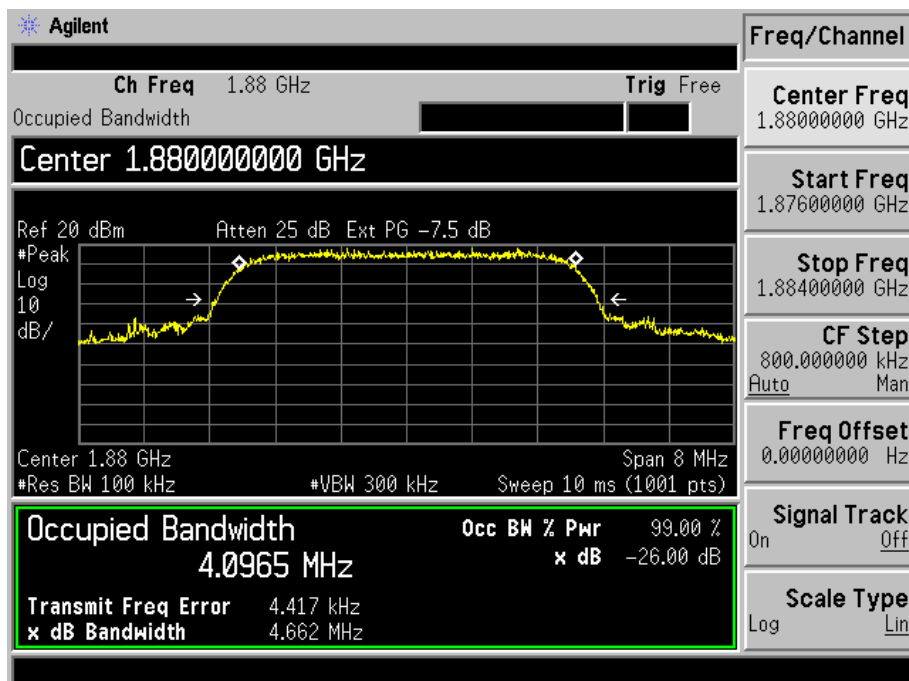 Agilent
Freq/Channel
Ch Freq 1.88 GHz Trig Free
Occupied Bandwidth
Center 1.880000000 GHz
Ref 20 dBm Atten 25 dB Ext PG -7.5 dB
#Peak
Log
10
dB/
Center 1.88 GHz Span 8 MHz
#Res BW 100 kHz #VBW 300 kHz Sweep 10 ms (1001 pts)
Occupied Bandwidth Occ BW % Pwr 99.00 %
4.0965 MHz x dB -26.00 dB
Transmit Freq Error 4.417 kHz
x dB Bandwidth 4.662 MHz
Center Freq
1.88000000 GHz
Start Freq
1.87600000 GHz
Stop Freq
1.88400000 GHz
CF Step
800.000000 kHz
Auto Man
Freq Offset
0.00000000 Hz
Signal Track
On Off
Scale Type
Log Lin